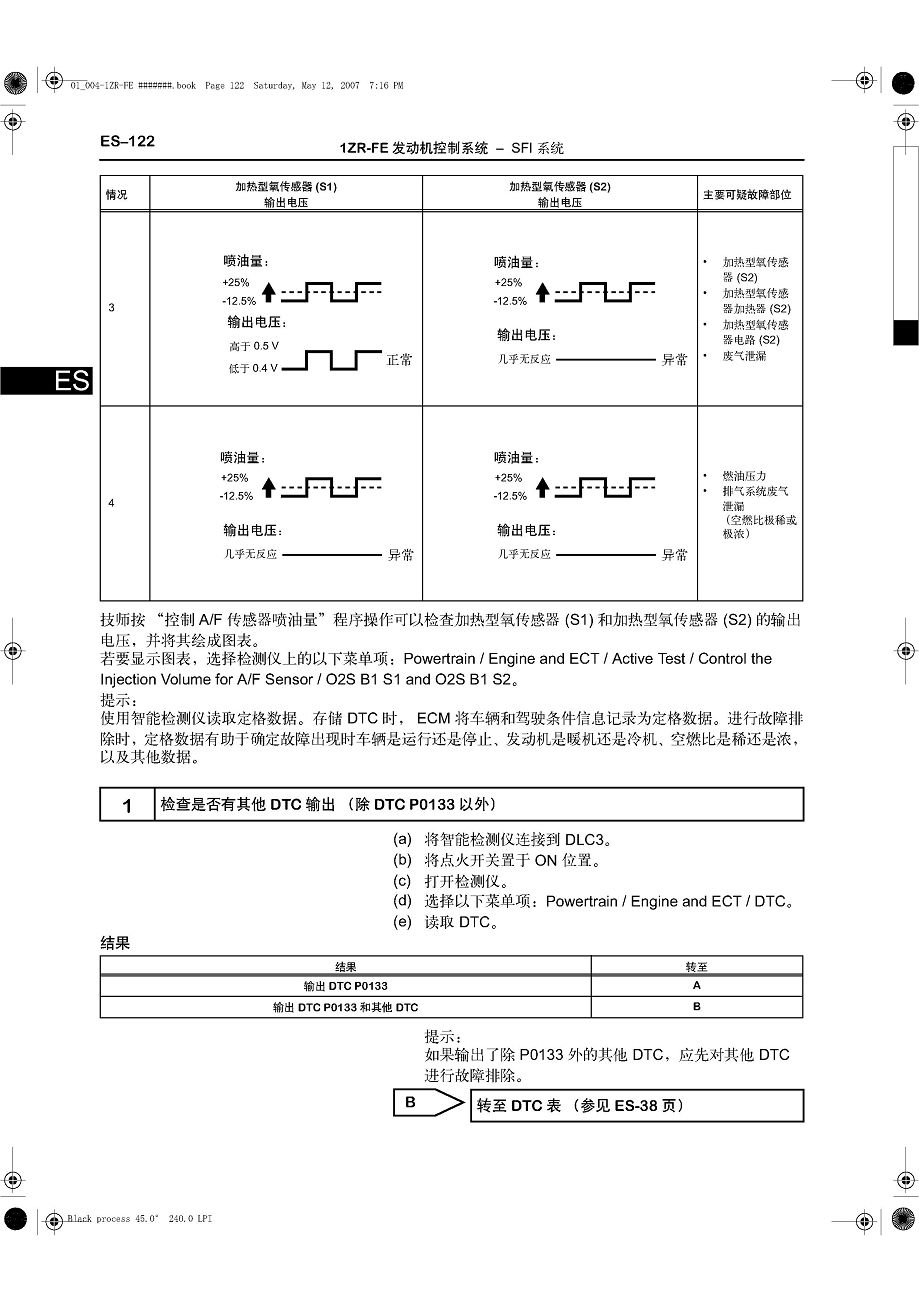 01_004-1ZR-FE #######.book Page 122 Saturday, May 12, 2007 7:16 PM
ES–122
1ZR-FE 发动机控制系统 – SFI 系统
情况
加热型氧传感器 (S1)
输出电压
加热型氧传感器 (S2)
输出电压
主要可疑故障部位
3
喷油量：
+25%
-12.5%
输出电压：
高于 0.5 V
低于 0.4 V
正常
喷油量：
+25%
-12.5%
输出电压：
几乎无反应
异常
• 加热型氧传感
器 (S2)
• 加热型氧传感
器加热器 (S2)
• 加热型氧传感
器电路 (S2)
• 废气泄漏
ES
4
喷油量：
+25%
-12.5%
输出电压：
几乎无反应
异常
喷油量：
+25%
-12.5%
输出电压：
几乎无反应
异常
• 燃油压力
• 排气系统废气
泄漏
（空燃比极稀或
极浓）
技师按 “控制 A/F 传感器喷油量” 程序操作可以检查加热型氧传感器 (S1) 和加热型氧传感器 (S2) 的输出
电压，并将其绘成图表。
若要显示图表，选择检测仪上的以下菜单项：Powertrain / Engine and ECT / Active Test / Control the
Injection Volume for A/F Sensor / O2S B1 S1 and O2S B1 S2。
提示：
使用智能检测仪读取定格数据。存储 DTC 时， ECM 将车辆和驾驶条件信息记录为定格数据。进行故障排
除时，定格数据有助于确定故障出现时车辆是运行还是停止、发动机是暖机还是冷机、空燃比是稀还是浓，
以及其他数据。
1 检查是否有其他 DTC 输出 （除 DTC P0133 以外）
(a) 将智能检测仪连接到 DLC3。
(b) 将点火开关置于 ON 位置。
(c) 打开检测仪。
(d) 选择以下菜单项：Powertrain / Engine and ECT / DTC。
(e) 读取 DTC。
结果
结果 转至
输出 DTC P0133 A
输出 DTC P0133 和其他 DTC B
提示：
如果输出了除 P0133 外的其他 DTC，应先对其他 DTC
进行故障排除。
B 转至 DTC 表 （参见 ES-38 页）
Black process 45.0° 240.0 LPI